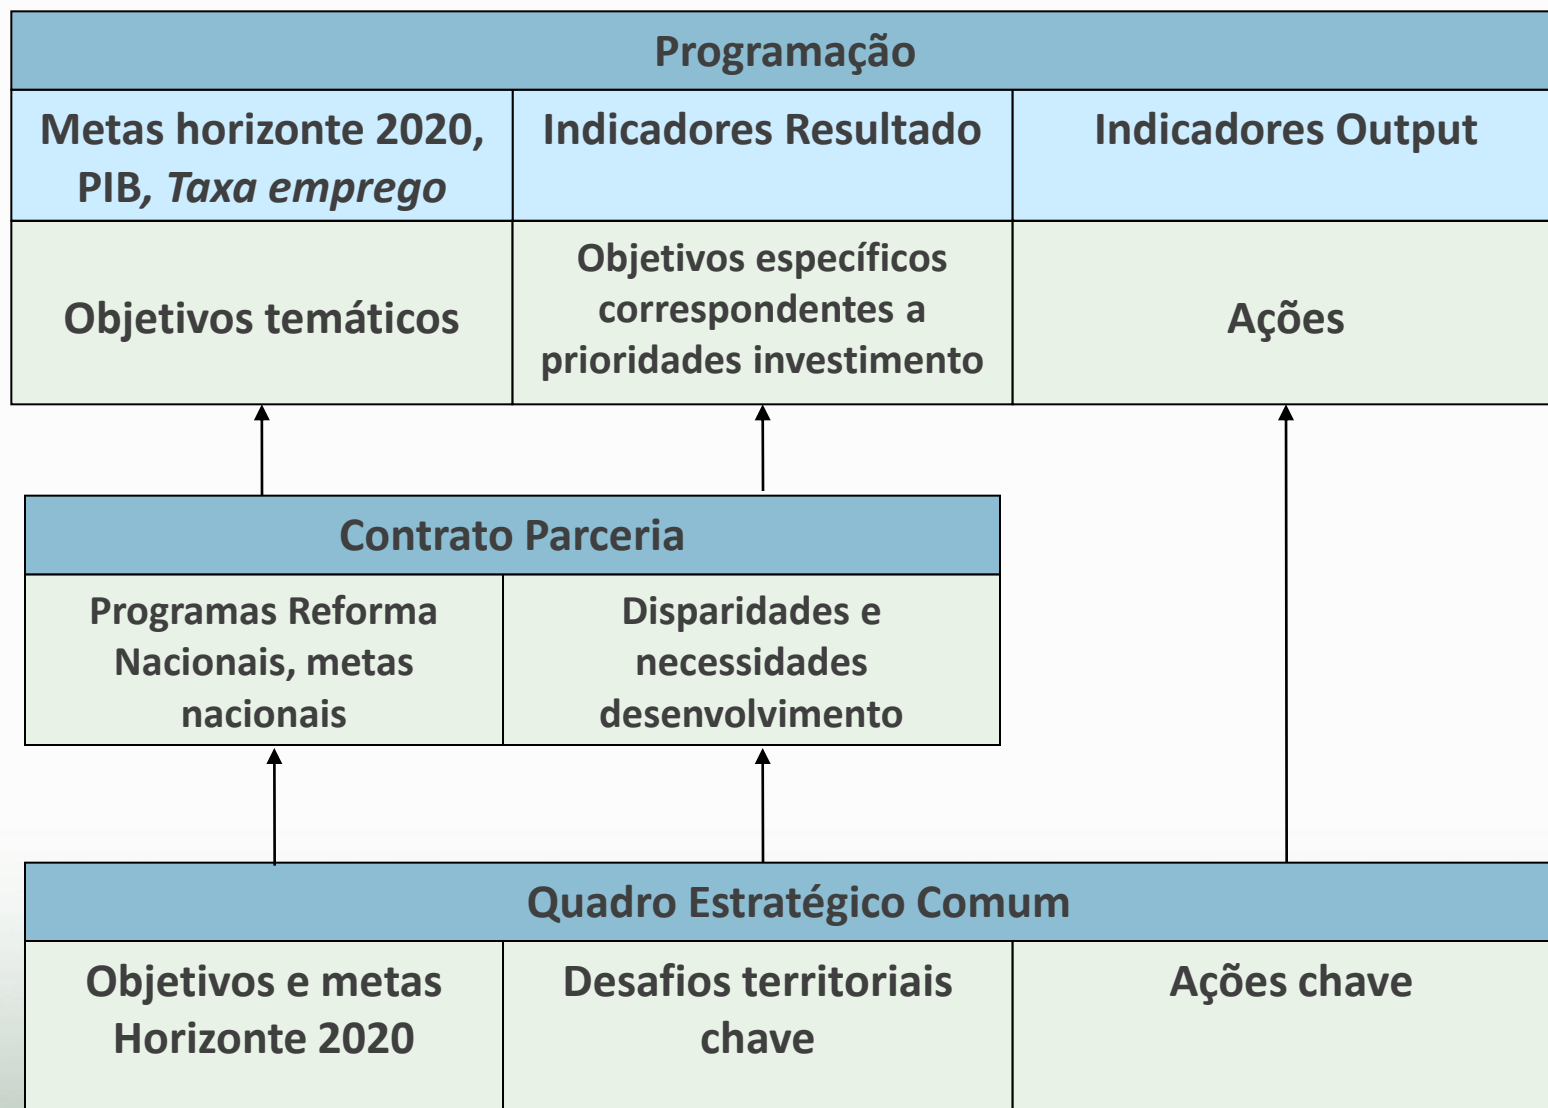 Programação
Metas horizonte 2020,
PIB, Taxa emprego
Indicadores Resultado
Indicadores Output
Objetivos temáticos
Objetivos específicos
correspondentes a
prioridades investimento
Ações
Contrato Parceria
Programas Reforma
Nacionais, metas
nacionais
Disparidades e
necessidades
desenvolvimento
Quadro Estratégico Comum
Objetivos e metas
Horizonte 2020
Desafios territoriais
chave
Ações chave